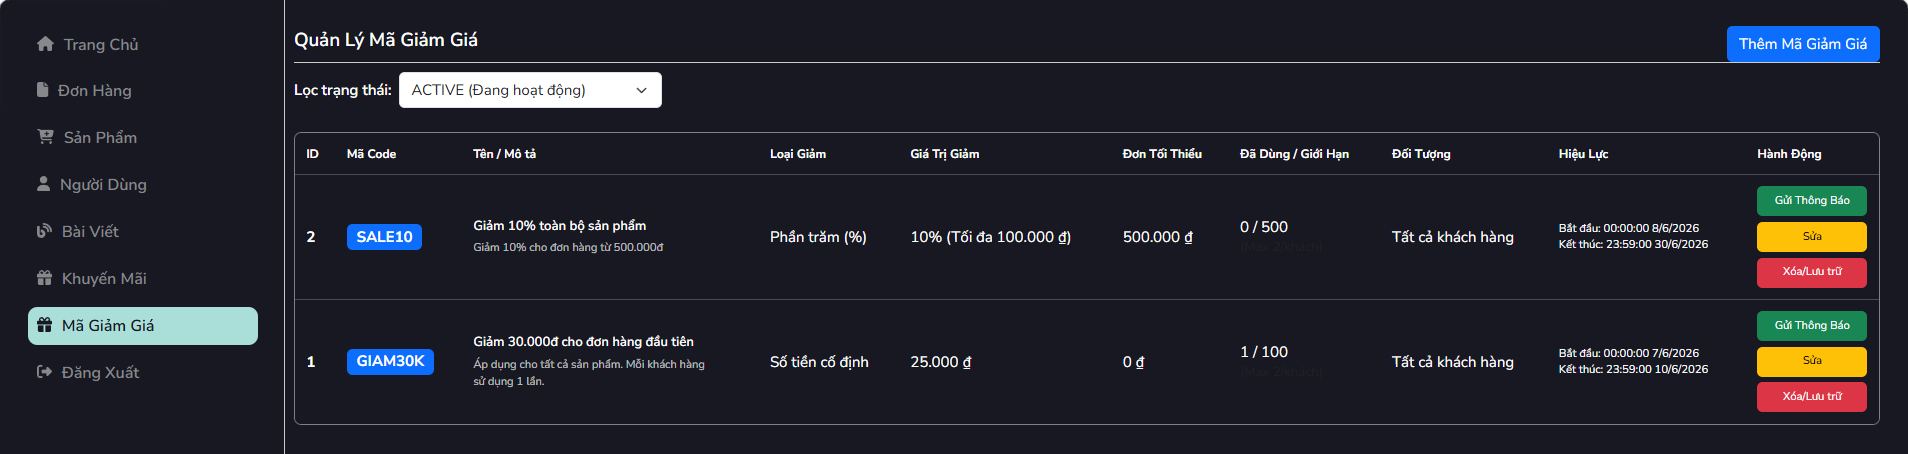 Trang Chủ
Đơn Hàng
Sản Phẩm
Người Dùng
Bài Viết
Khuyến Mãi
Mã Giảm Giá
Đăng Xuất
Quản Lý Mã Giảm Giá
Thêm Mã Giảm Giá
Lọc trạng thái: ACTIVE (Đang hoạt động)
ID Mã Code Tên / Mô tả Loại Giảm Giá Trị Giảm Đơn Tối Thiểu Đã Dùng / Giới Hạn Đối Tượng Hiệu Lực Hành Động
2 SALE10
Giảm 10% toàn bộ sản phẩm
Giảm 10% cho đơn hàng từ 500.000đ
Phần trăm (%)
10% (Tối đa 100.000 ₫)
500.000 ₫
0 / 500
(Max 2/khách)
Tất cả khách hàng
Bắt đầu: 00:00:00 8/6/2026
Kết thúc: 23:59:00 30/6/2026
Gửi Thông Báo
Sửa
Xóa/Lưu trữ
1 GIAM30K
Giảm 30.000đ cho đơn hàng đầu tiên
Áp dụng cho tất cả sản phẩm. Mỗi khách hàng
sử dụng 1 lần.
Số tiền cố định
25.000 ₫
0 ₫
1 / 100
(Max 2/khách)
Tất cả khách hàng
Bắt đầu: 00:00:00 7/6/2026
Kết thúc: 23:59:00 10/6/2026
Gửi Thông Báo
Sửa
Xóa/Lưu trữ